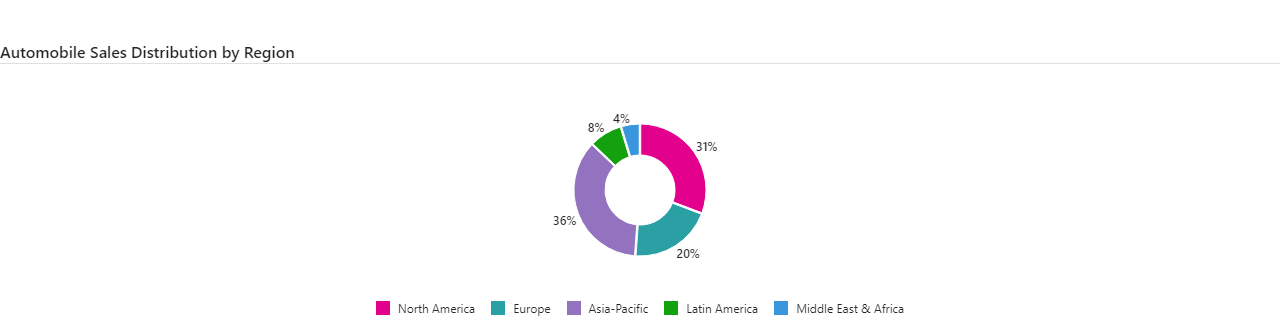 Automobile Sales Distribution by Region
4%
8%
31%
36%
20%
North America Europe Asia-Pacific Latin America Middle East & Africa